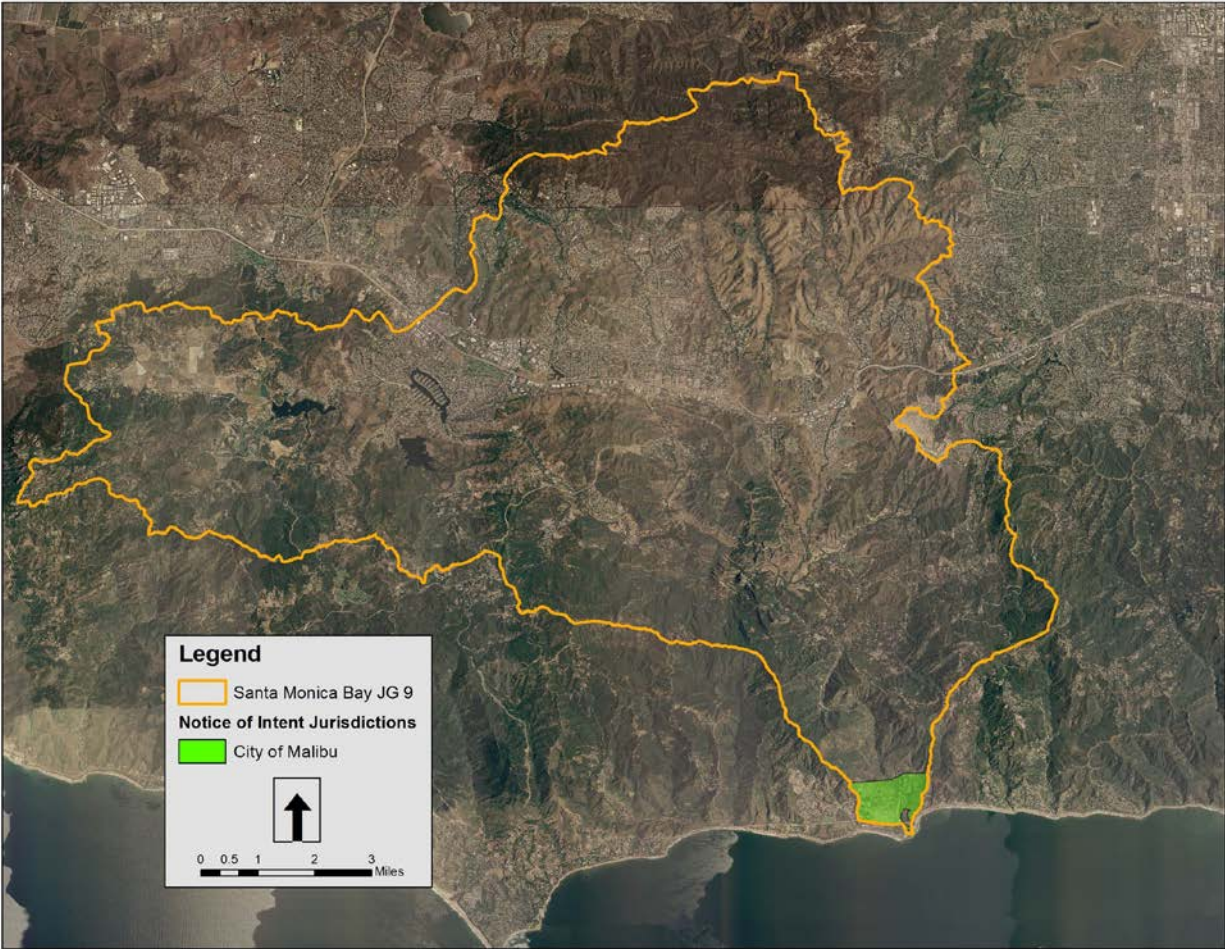 Legend
Santa Monica Bay JG 9
Notice of Intent Jurisdictions
City of Malibu
0 0.5 1 2 3
Miles